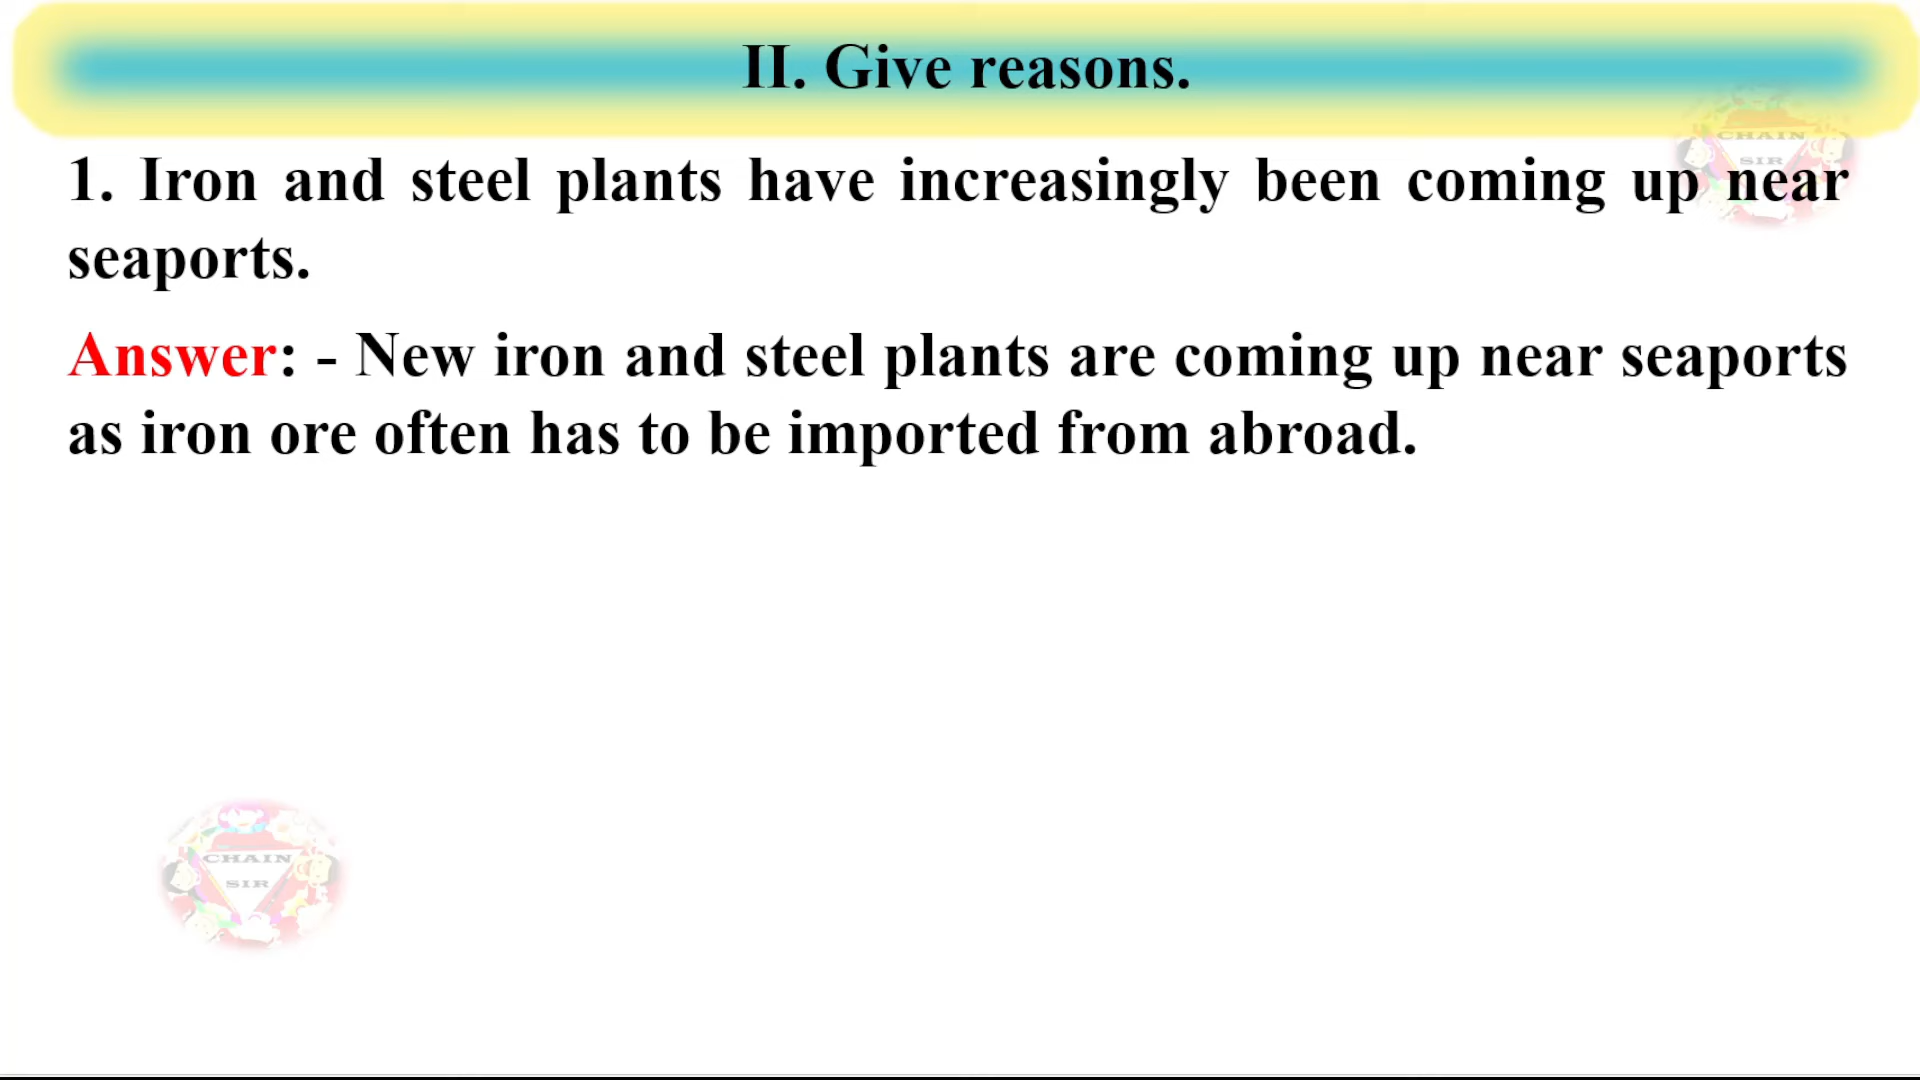 II. Give reasons.
CHAIN
SIR
1. Iron and steel plants have increasingly been coming up near
seaports.
Answer: - New iron and steel plants are coming up near seaports
as iron ore often has to be imported from abroad.
CHAIN
SIR